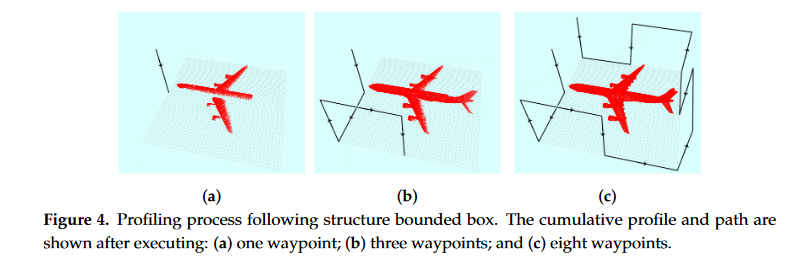 (a) (b) (c)
Figure 4. Profiling process following structure bounded box. The cumulative profile and path are
shown after executing: (a) one waypoint; (b) three waypoints; and (c) eight waypoints.